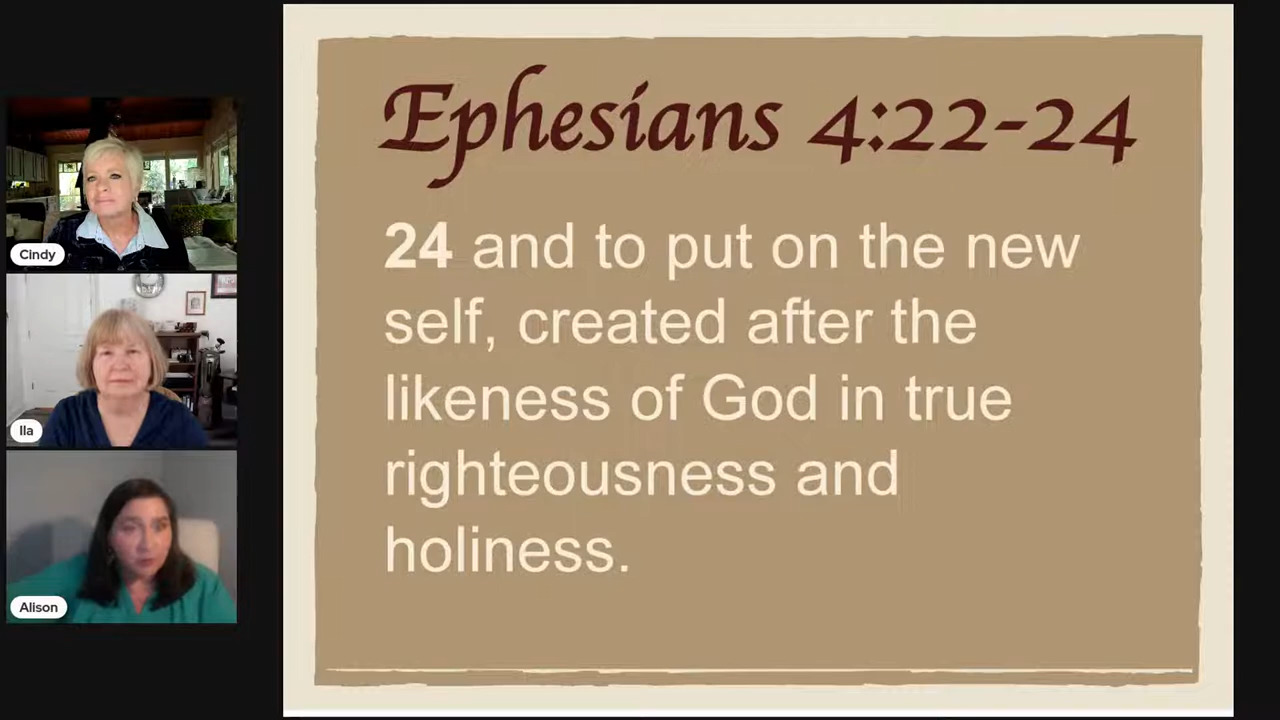 Ephesians 4:22-24
24 and to put on the new
self, created after the
likeness of God in true
righteousness and
holiness.
Cindy
Ila
Alison